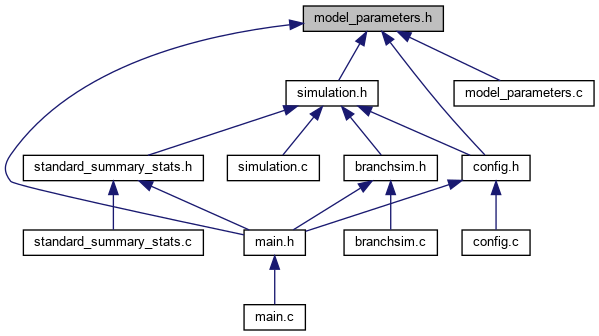 model_parameters.h
simulation.h
model_parameters.c
standard_summary_stats.h
simulation.c
branchsim.h
config.h
standard_summary_stats.c
main.h
branchsim.c
config.c
main.c